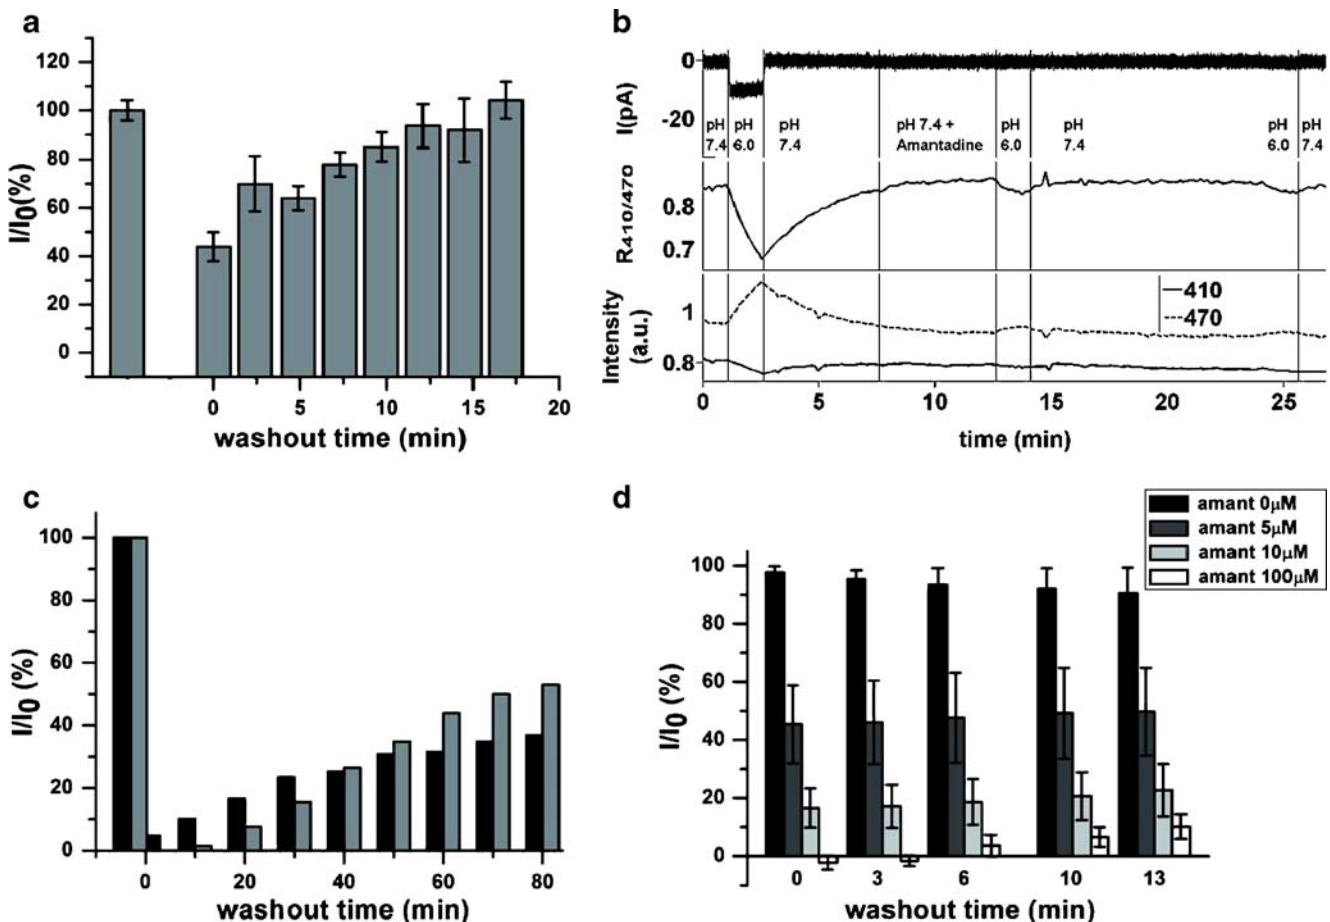 a
120
100
80
60
40
20
0
I/I0(%)
0 5 10 15 20
washout time (min)
b
0
-20
I(pA)
pH 7.4
pH 6.0
pH 7.4
pH 7.4 + Amantadine
pH 6.0
pH 7.4
pH 6.0
pH 7.4
R410/470
0.8
0.7
Intensity (a.u.)
1
0.8
410
470
0 5 10 15 20 25
time (min)
c
100
80
60
40
20
0
I/I0 (%)
0 20 40 60 80
washout time (min)
d
amant 0µM
amant 5µM
amant 10µM
amant 100µM
100
80
60
40
20
0
I/I0 (%)
0 3 6 10 13
washout time (min)